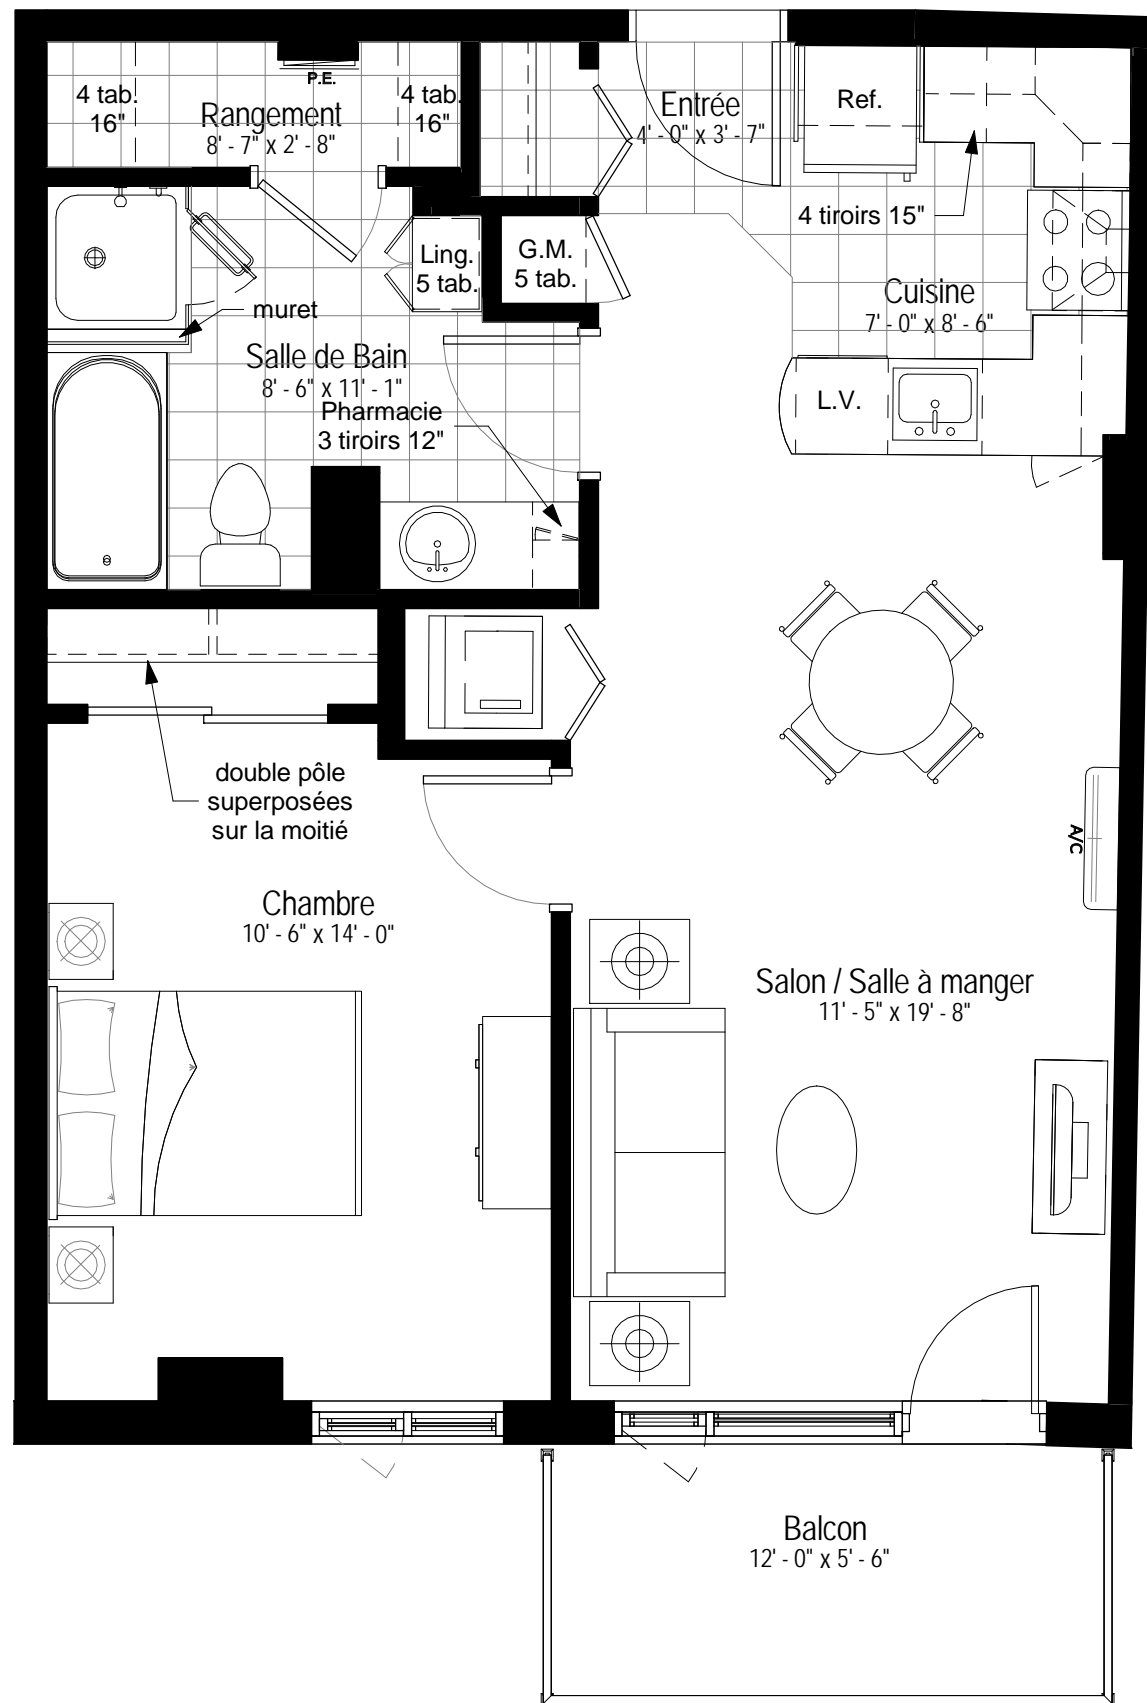 P.E.
4 tab.
16"
4 tab.
16"
Rangement
8' - 7" x 2' - 8"
Entrée
4' - 0" x 3' - 7"
Ref.
4 tiroirs 15"
Ling.
5 tab.
G.M.
5 tab.
Cuisine
7' - 0" x 8' - 6"
muret
Salle de Bain
8' - 6" x 11' - 1"
Pharmacie
3 tiroirs 12"
L.V.
double pôle
superposées
sur la moitié
A/C
Chambre
10' - 6" x 14' - 0"
Salon / Salle à manger
11' - 5" x 19' - 8"
Balcon
12' - 0" x 5' - 6"